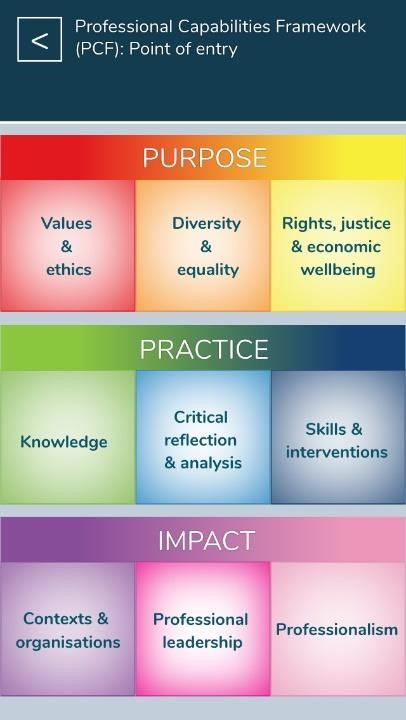 <
Professional Capabilities Framework
(PCF): Point of entry
PURPOSE
Values
&
ethics
Diversity
&
equality
Rights, justice
& economic
wellbeing
PRACTICE
Knowledge
Critical
reflection
& analysis
Skills &
interventions
IMPACT
Contexts &
organisations
Professional
leadership
Professionalism